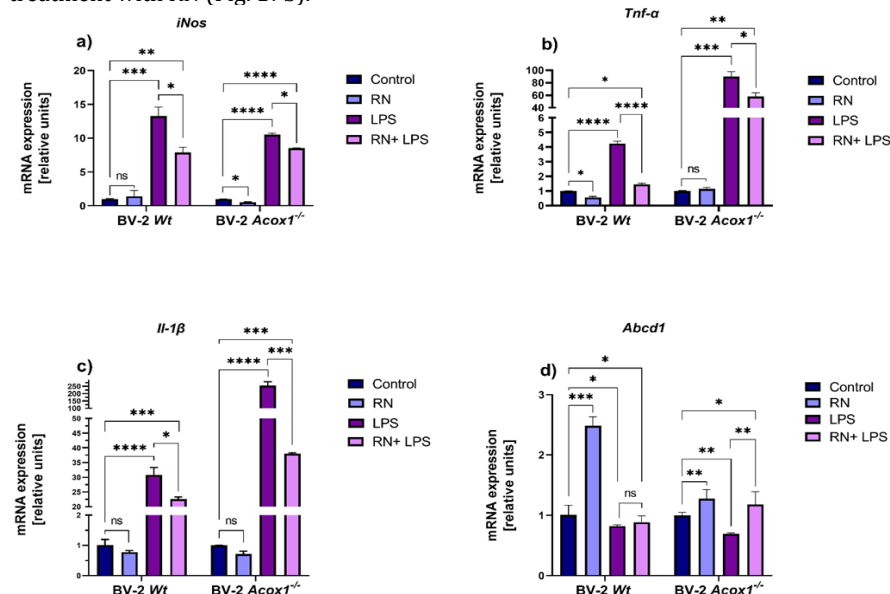 iNos
a)
**
***
*
ns
****
****
*
*
mRNA expression
[relative units]
20
15
10
5
0
BV-2 Wt
BV-2 Acox1-/-
Control
RN
LPS
RN+ LPS
Tnf-α
b)
*
****
****
*
**
***
*
ns
mRNA expression
[relative units]
100
80
60
40
6
5
4
3
2
1
0
BV-2 Wt
BV-2 Acox1-/-
Control
RN
LPS
RN+ LPS
Il-1β
c)
***
****
*
ns
***
****
***
ns
mRNA expression
[relative units]
250
200
150
100
50
45
40
35
30
25
20
2
1
0
BV-2 Wt
BV-2 Acox1-/-
Control
RN
LPS
RN+ LPS
Abcd1
d)
*
*
***
ns
*
**
**
**
mRNA expression
[relative units]
3
2
1
0
BV-2 Wt
BV-2 Acox1-/-
Control
RN
LPS
RN+ LPS